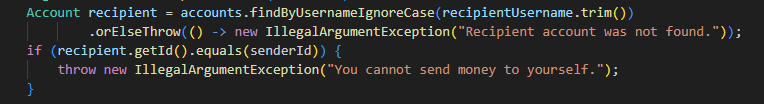 Account recipient = accounts.findByUsernameIgnoreCase(recipientUsername.trim())
        .orElseThrow(() -> new IllegalArgumentException("Recipient account was not found."));
if (recipient.getId().equals(senderId)) {
    throw new IllegalArgumentException("You cannot send money to yourself.");
}